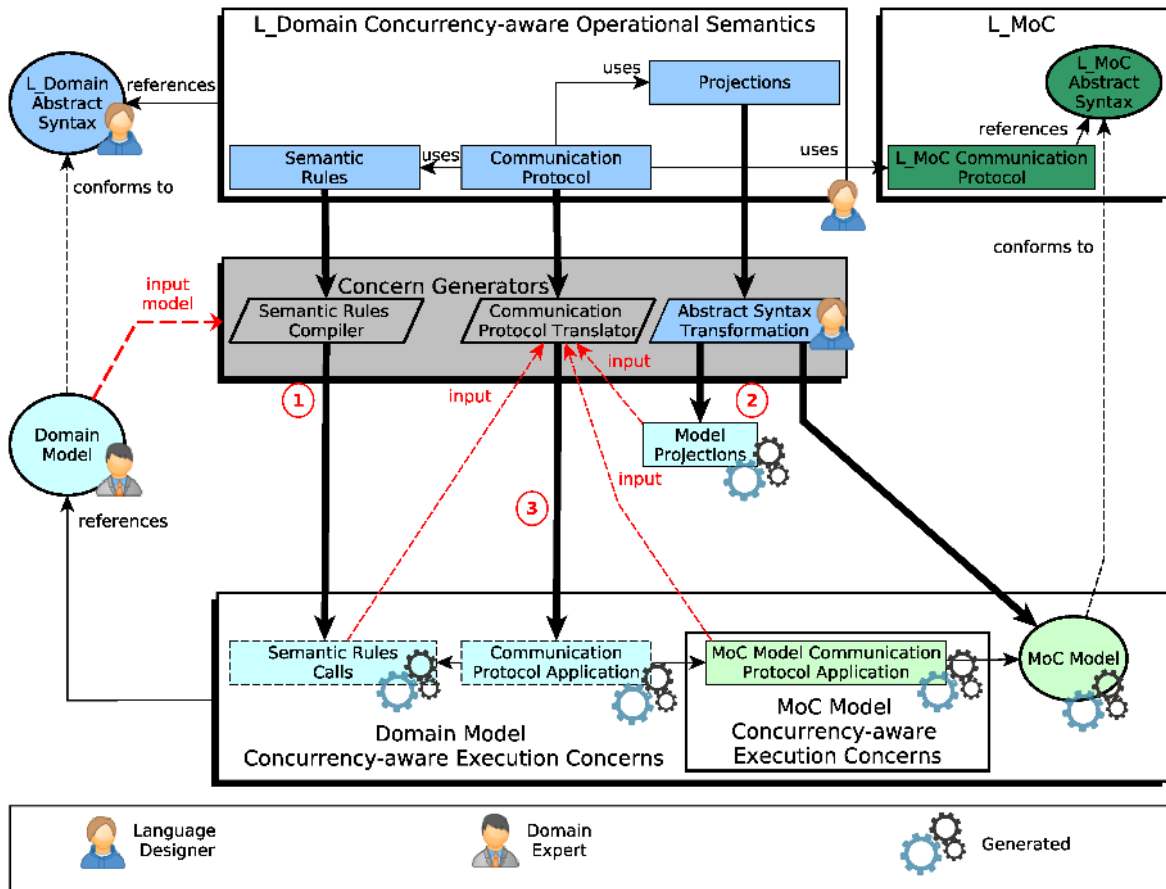 L_Domain Concurrency-aware Operational Semantics
L_MoC
L_Domain
Abstract
Syntax
references
uses
Projections
L_MoC
Abstract
Syntax
references
Semantic
Rules
uses
Communication
Protocol
uses
L_MoC Communication
Protocol
conforms to
conforms to
input
model
Concern Generators
Semantic Rules
Compiler
Communication
Protocol Translator
Abstract Syntax
Transformation
input
input
1
2
Domain
Model
Model
Projections
input
3
references
Semantic Rules
Calls
Communication
Protocol Application
MoC Model Communication
Protocol Application
MoC Model
Domain Model
Concurrency-aware Execution Concerns
MoC Model
Concurrency-aware
Execution Concerns
Language
Designer
Domain
Expert
Generated